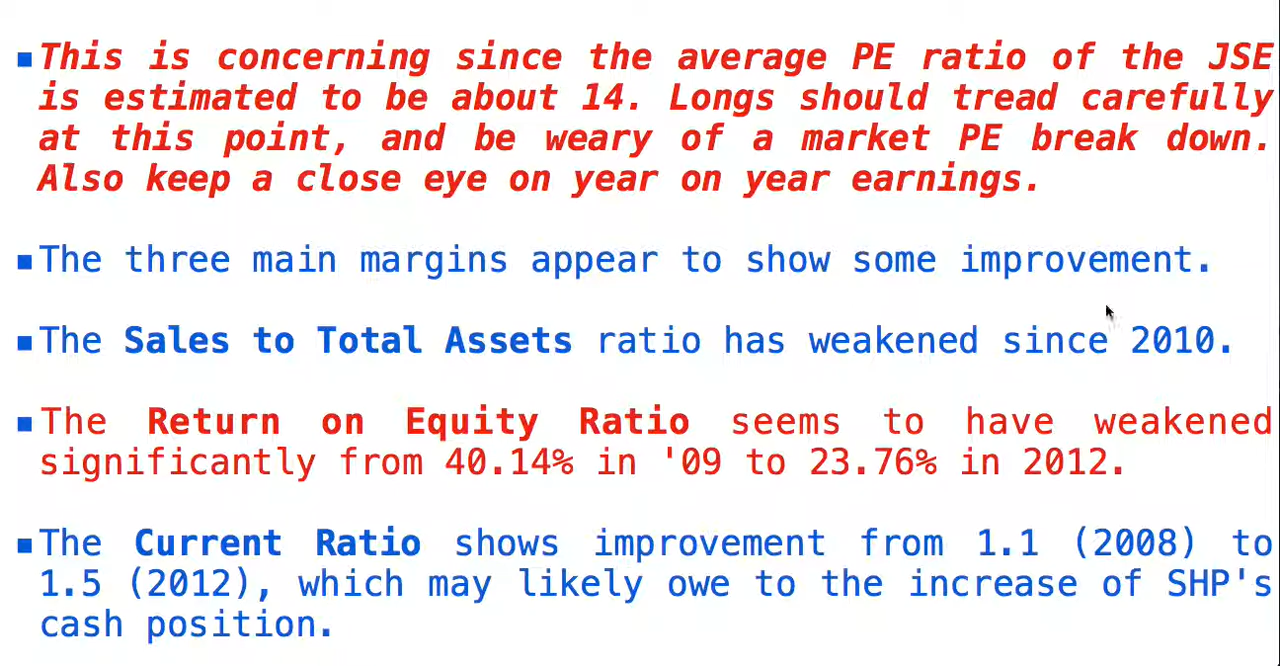 ▪This is concerning since the average PE ratio of the JSE
is estimated to be about 14. Longs should tread carefully
at this point, and be weary of a market PE break down.
Also keep a close eye on year on year earnings.
▪The three main margins appear to show some improvement.
▪The Sales to Total Assets ratio has weakened since 2010.
▪The Return on Equity Ratio seems to have weakened
significantly from 40.14% in '09 to 23.76% in 2012.
▪The Current Ratio shows improvement from 1.1 (2008) to
1.5 (2012), which may likely owe to the increase of SHP's
cash position.